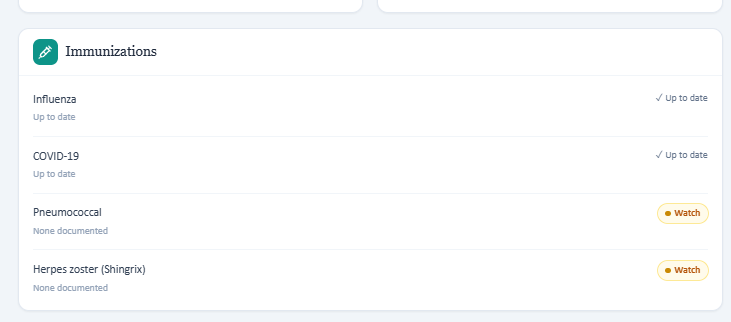 Immunizations
Influenza
✓ Up to date
Up to date
COVID-19
✓ Up to date
Up to date
Pneumococcal
Watch
None documented
Herpes zoster (Shingrix)
Watch
None documented